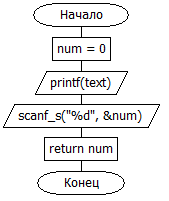 Начало
num = 0
printf(text)
scanf_s("%d", &num)
return num
Конец